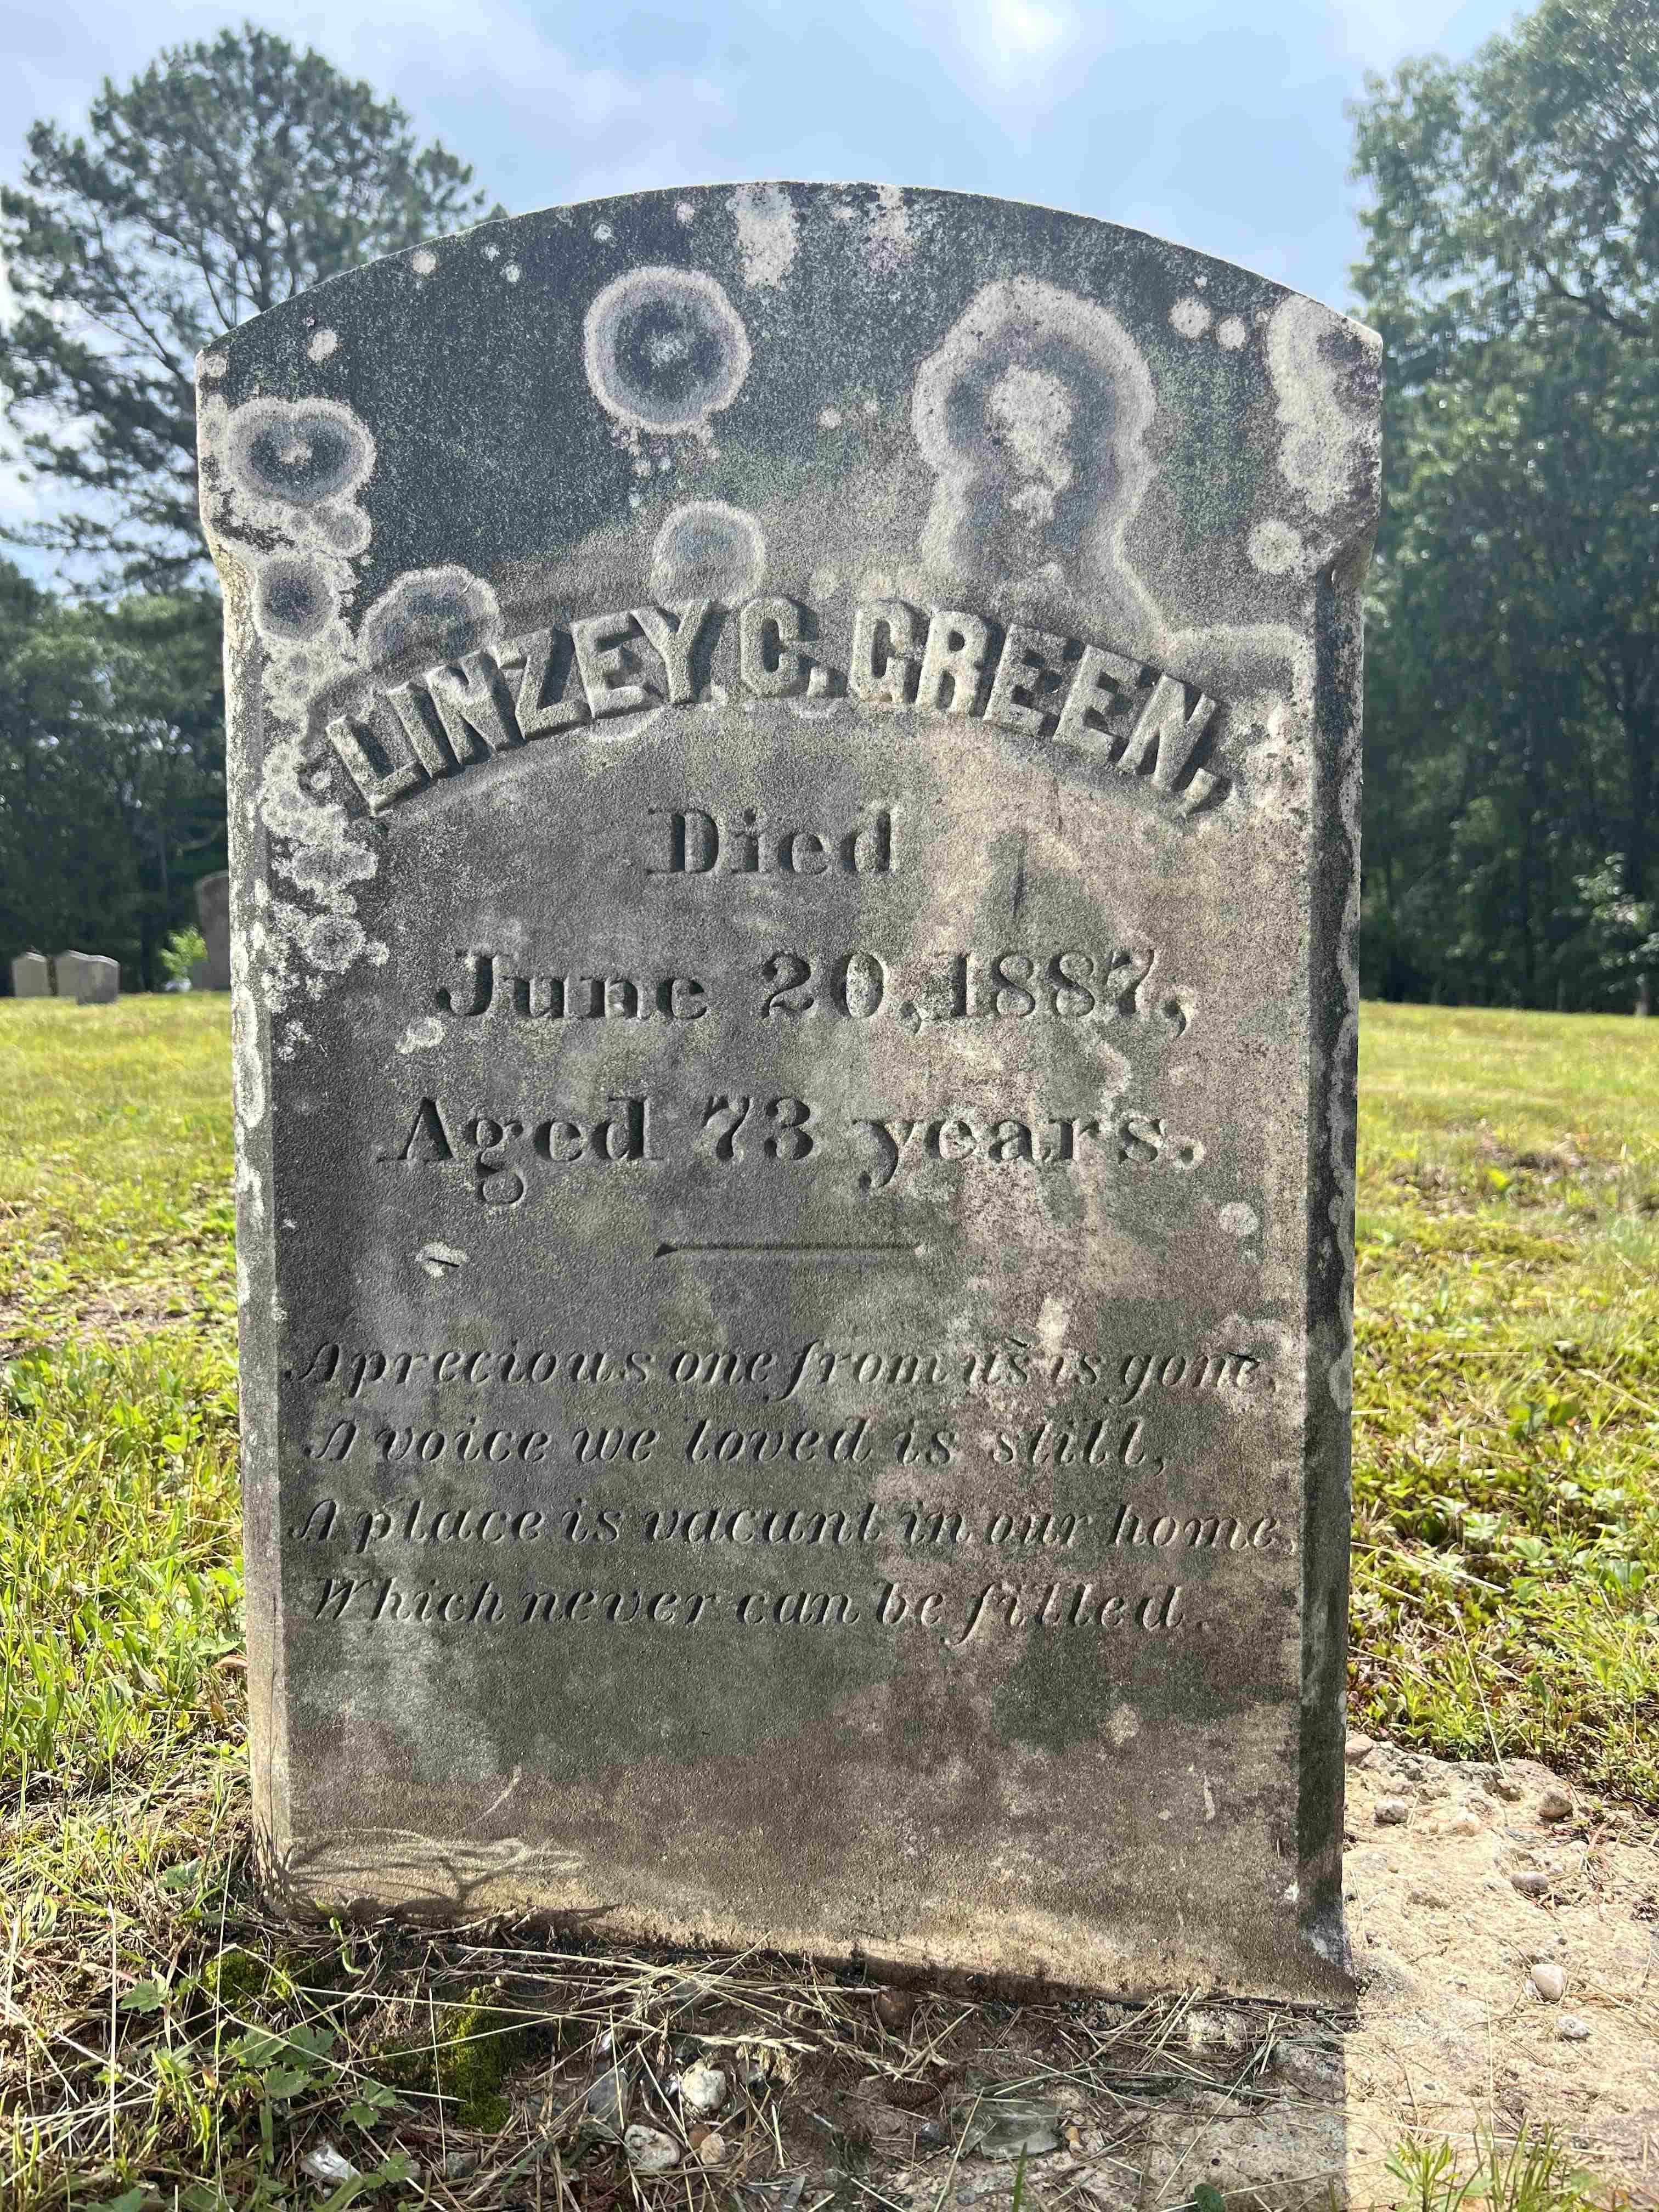 LINZEY. C. GREEN,
Died
June 20, 1887,
Aged 73 years.
A precious one from us is gone,
A voice we loved is still,
A place is vacant in our home,
Which never can be filled.